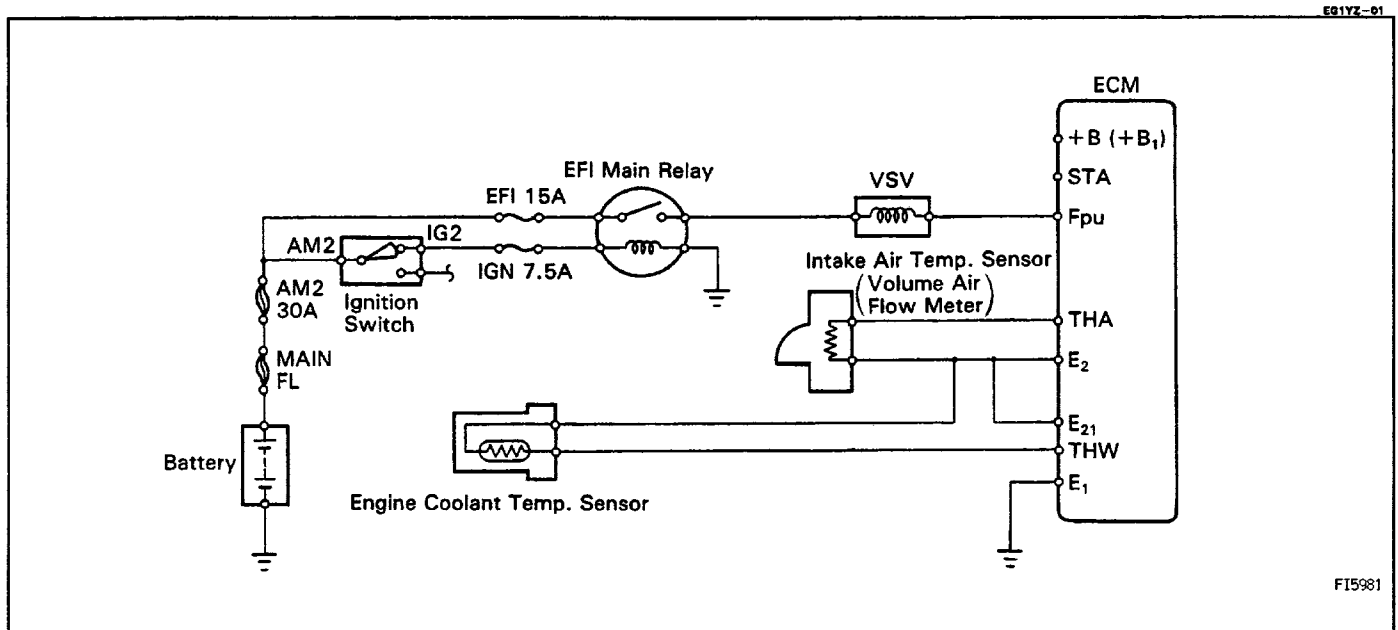 EG1YZ-01
ECM
+B (+B₁)
STA
EFI Main Relay
VSV
EFI 15A
Fpu
AM2
IG2
IGN 7.5A
Intake Air Temp. Sensor
(Volume Air
Flow Meter)
AM2
30A
Ignition
Switch
THA
E₂
MAIN
FL
E₂₁
THW
Battery
E₁
Engine Coolant Temp. Sensor
FI5981